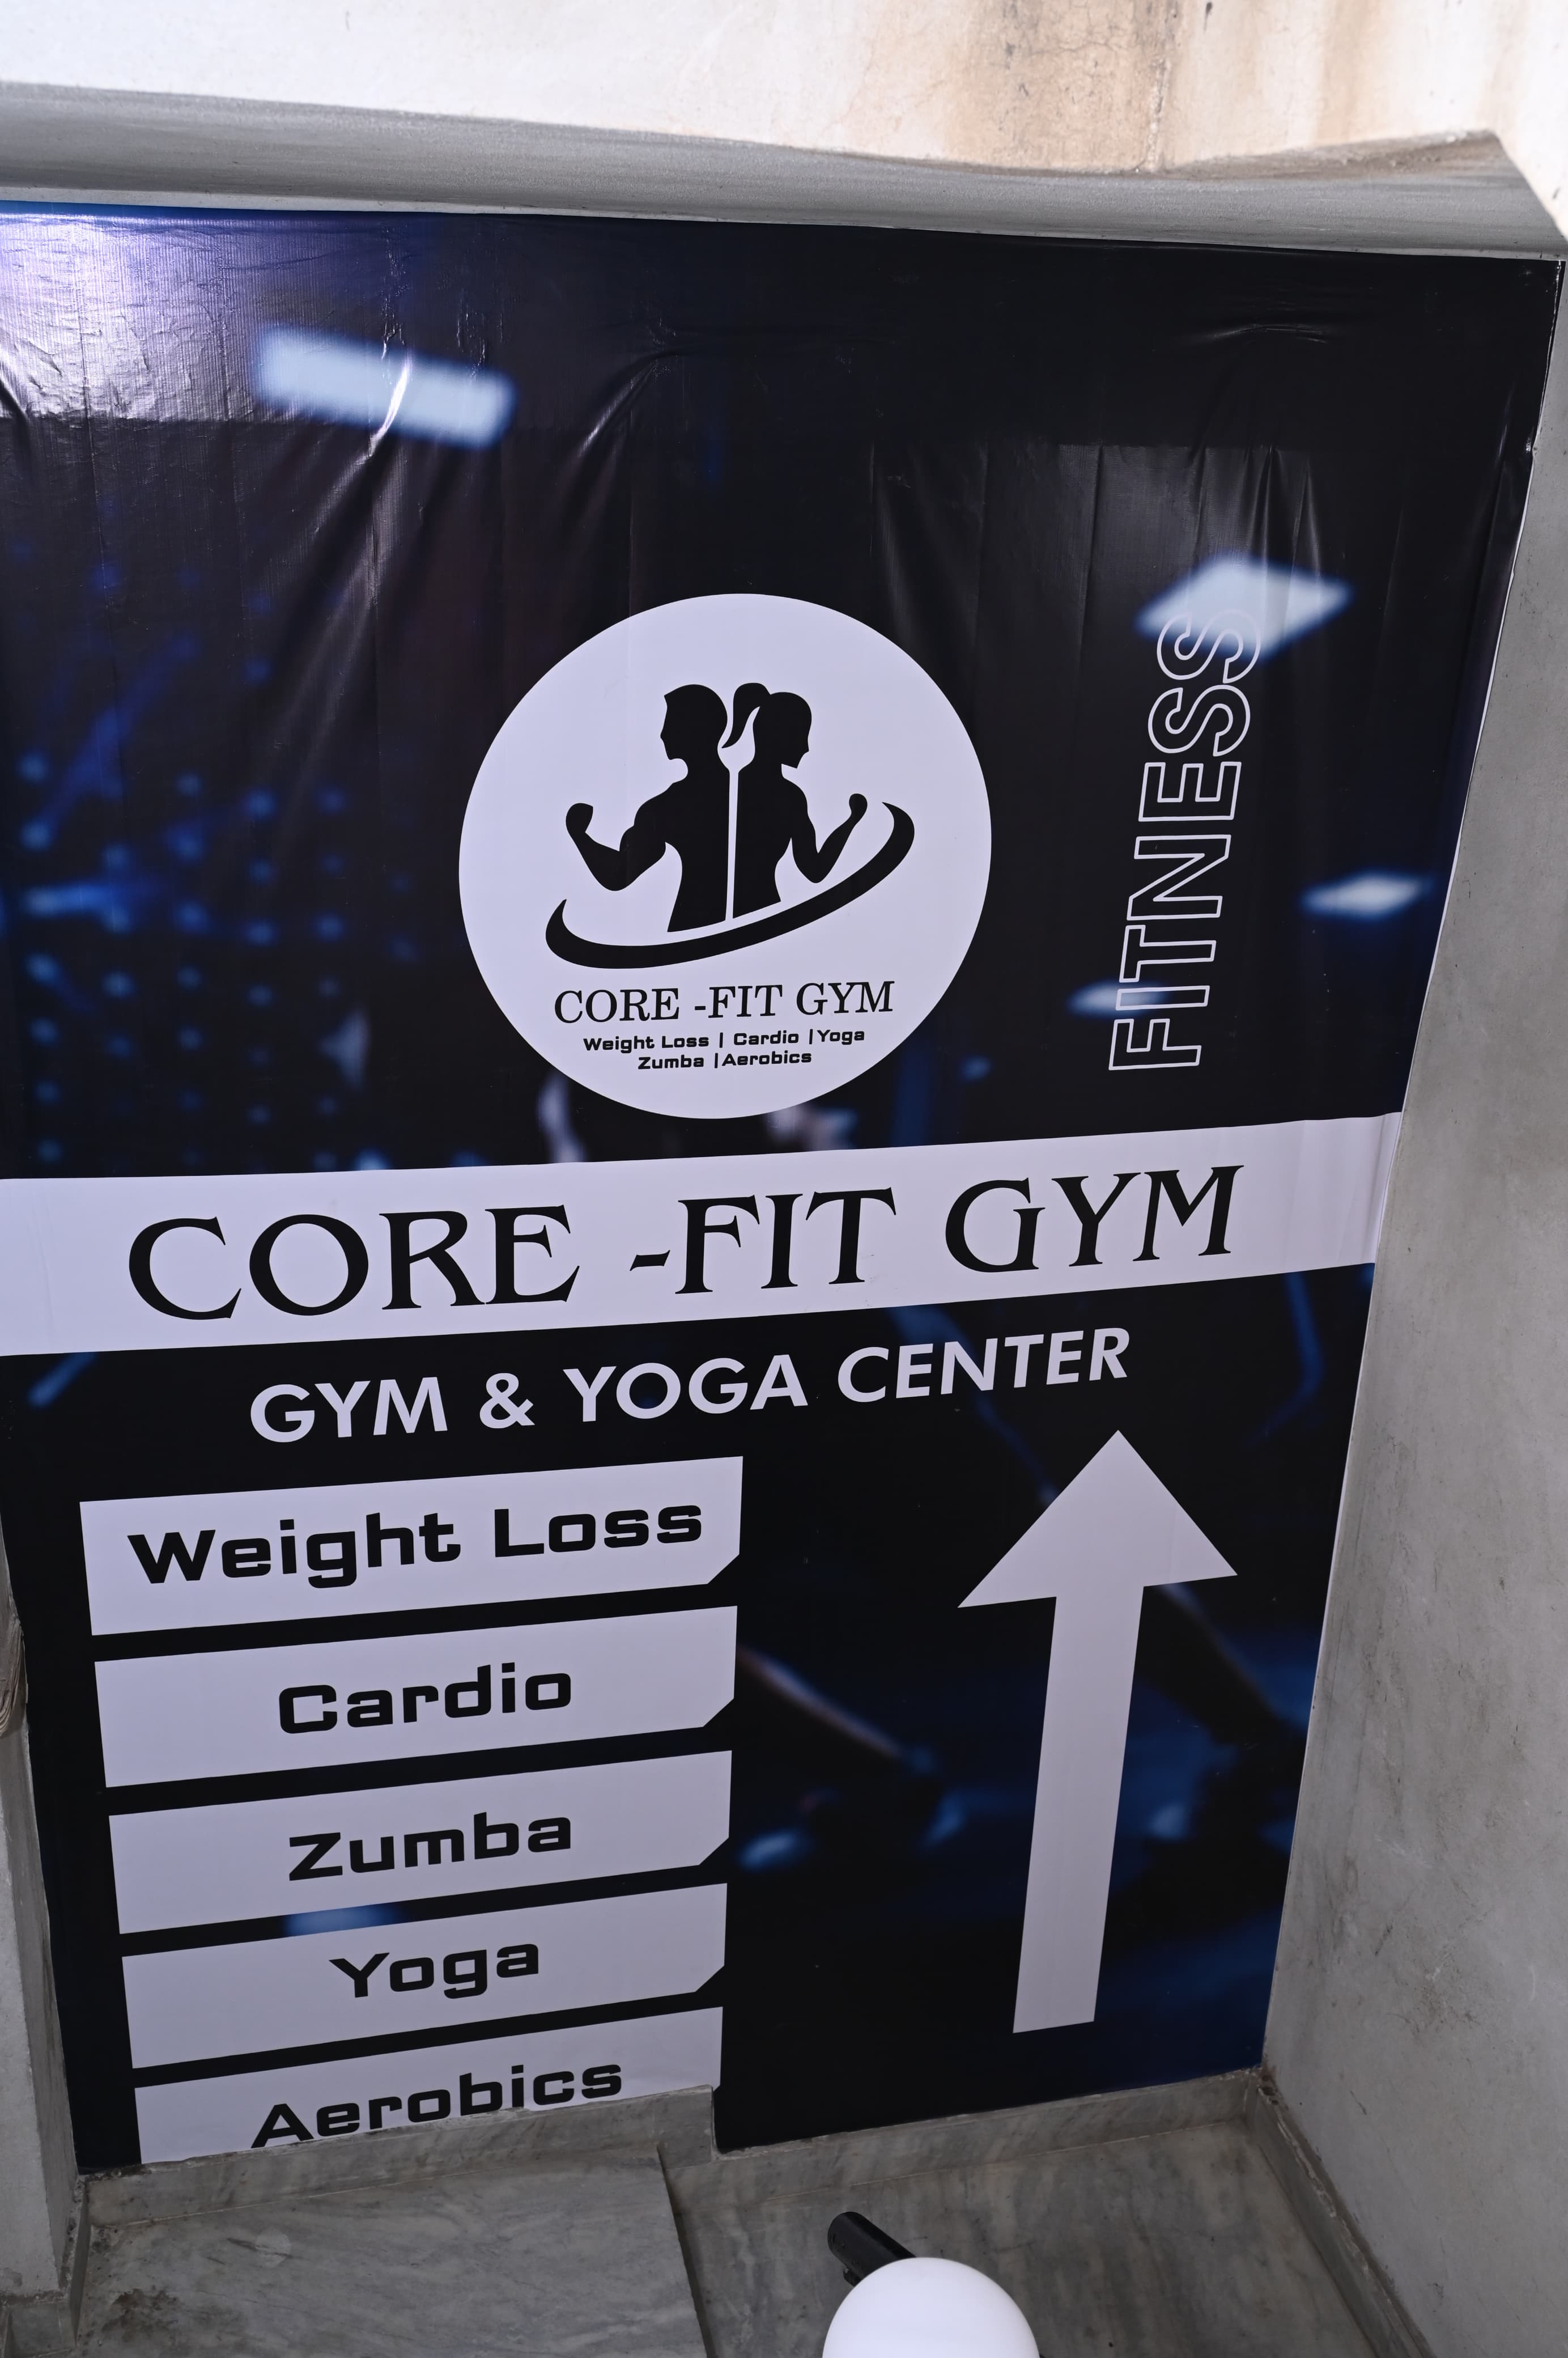 CORE -FIT GYM
Weight Loss | Cardio |Yoga
Zumba |Aerobics
FITNESS
CORE -FIT GYM
GYM & YOGA CENTER
Weight Loss
Cardio
Zumba
Yoga
Aerobics